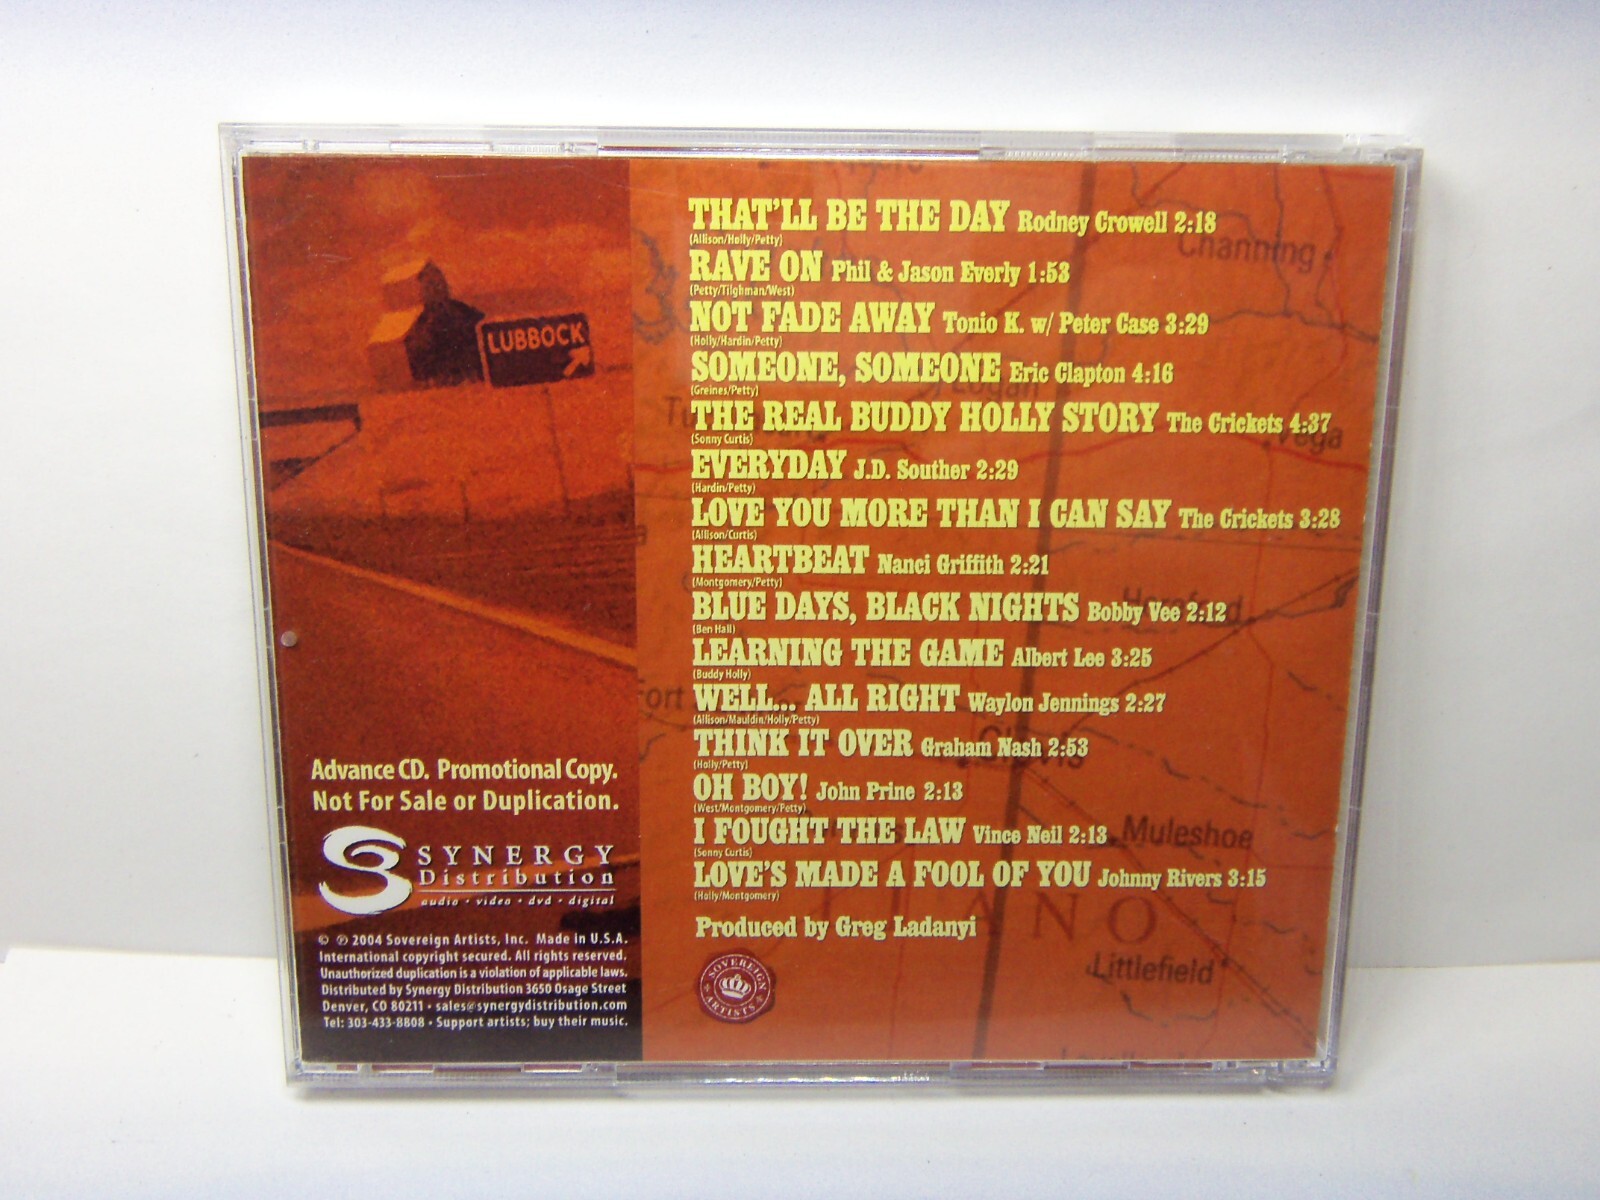 LUBBOCK
Advance CD. Promotional Copy.
Not For Sale or Duplication.
SYNERGY
Distribution
audio • video • dvd • digital
© ℗ 2004 Sovereign Artists, Inc. Made in U.S.A.
International copyright secured. All rights reserved.
Unauthorized duplication is a violation of applicable laws.
Distributed by Synergy Distribution 3650 Osage Street
Denver, CO 80211 • sales@synergydistribution.com
Tel: 303-433-8808 • Support artists; buy their music.
THAT'LL BE THE DAY Rodney Crowell 2:18
(Allison/Holly/Petty)
RAVE ON Phil & Jason Everly 1:53
(Petty/Tilghman/West)
NOT FADE AWAY Tonio K. w/ Peter Case 3:29
(Holly/Hardin/Petty)
SOMEONE, SOMEONE Eric Clapton 4:16
(Greines/Petty)
THE REAL BUDDY HOLLY STORY The Crickets 4:37
(Sonny Curtis)
EVERYDAY J.D. Souther 2:29
(Hardin/Petty)
LOVE YOU MORE THAN I CAN SAY The Crickets 3:28
(Allison/Curtis)
HEARTBEAT Nanci Griffith 2:21
(Montgomery/Petty)
BLUE DAYS, BLACK NIGHTS Bobby Vee 2:12
(Ben Hall)
LEARNING THE GAME Albert Lee 3:25
(Buddy Holly)
WELL... ALL RIGHT Waylon Jennings 2:27
(Allison/Mauldin/Holly/Petty)
THINK IT OVER Graham Nash 2:53
(Holly/Petty)
OH BOY! John Prine 2:13
(West/Montgomery/Petty)
I FOUGHT THE LAW Vince Neil 2:13
(Sonny Curtis)
LOVE'S MADE A FOOL OF YOU Johnny Rivers 3:15
(Holly/Montgomery)
Produced by Greg Ladanyi
SOVEREIGN
ARTISTS
Channing
Logan
Vega
Hereford
Fort
Clovis
Muleshoe
Littlefield